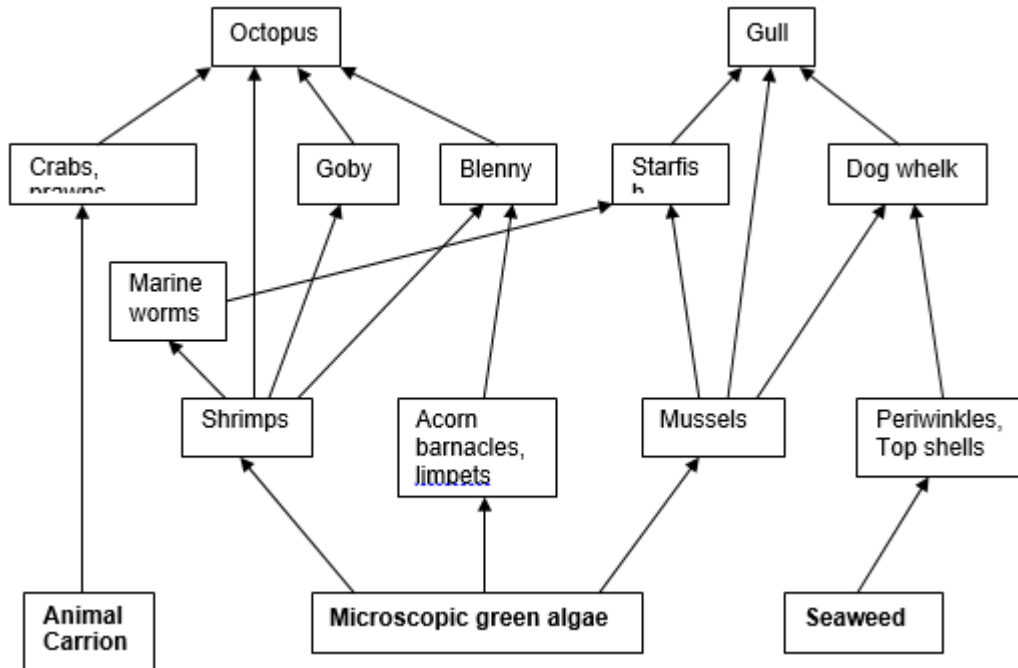 Octopus
Gull
Crabs,
prawns
Goby
Blenny
Starfis
h
Dog whelk
Marine
worms
Shrimps
Acorn
barnacles,
limpets
Mussels
Periwinkles,
Top shells
Animal
Carrion
Microscopic green algae
Seaweed